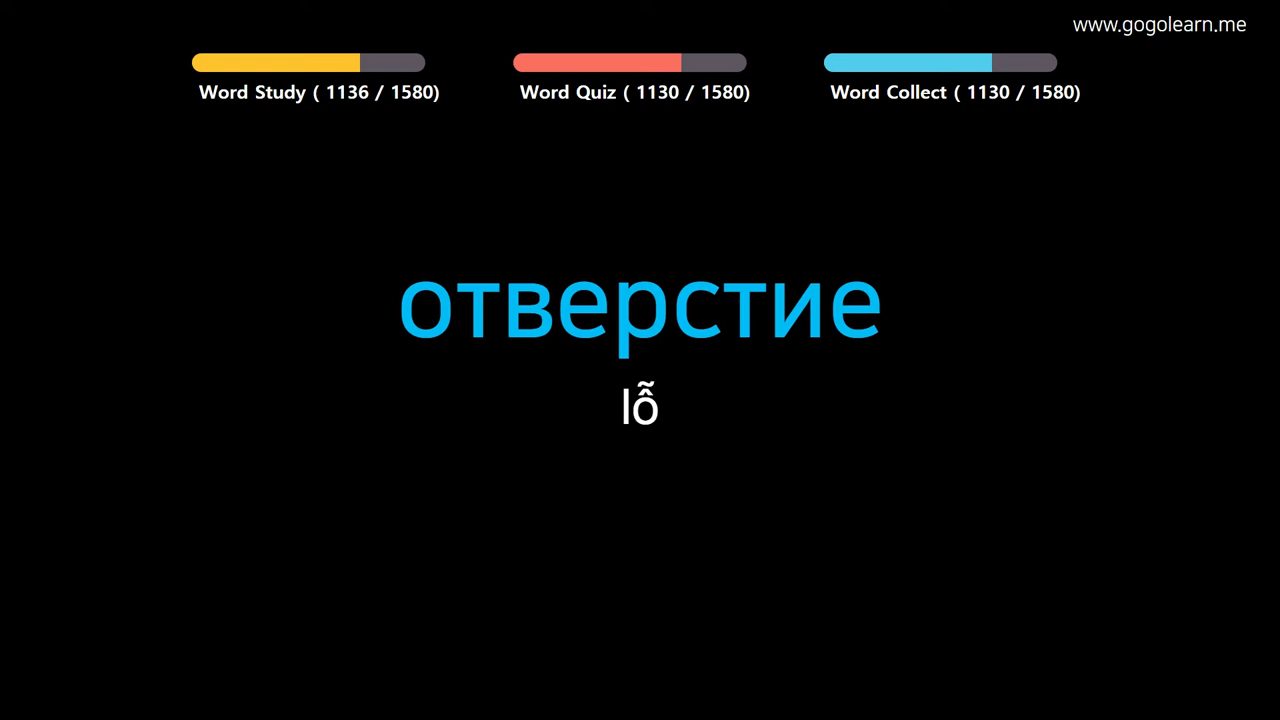 www.gogolearn.me
Word Study ( 1136 / 1580)
Word Quiz ( 1130 / 1580)
Word Collect ( 1130 / 1580)
отверстие
lỗ